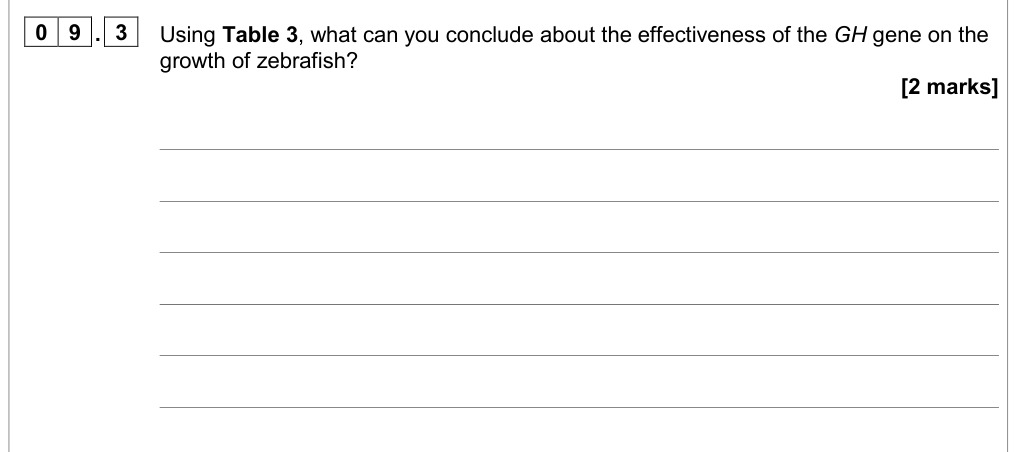 0 9 . 3 Using Table 3, what can you conclude about the effectiveness of the GH gene on the
growth of zebrafish?
[2 marks]